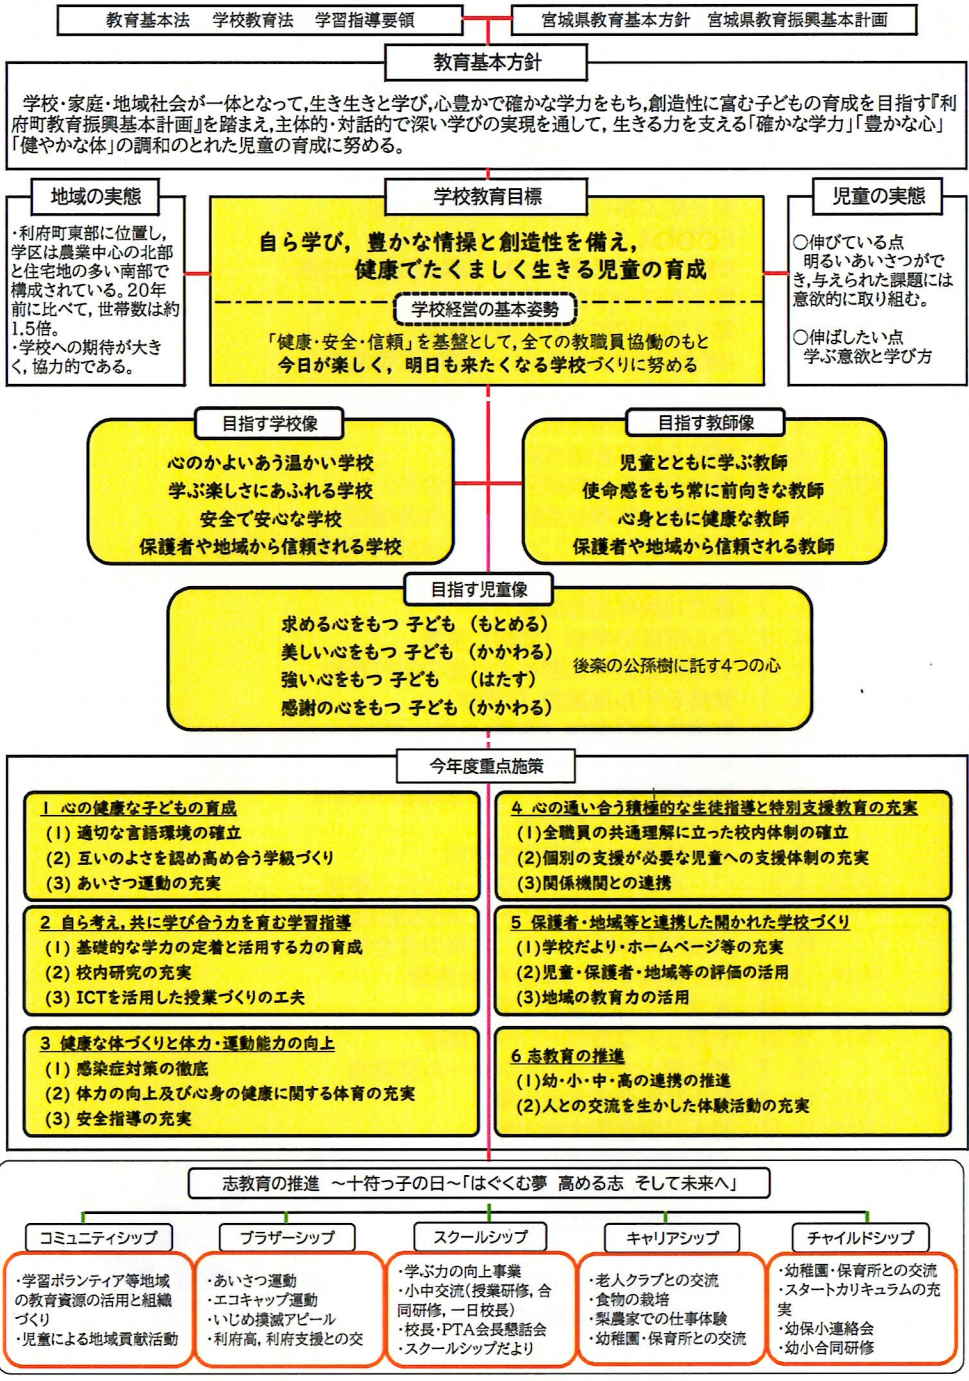 教育基本法　学校教育法　学習指導要領
宮城県教育基本方針　宮城県教育振興基本計画
教育基本方針
学校・家庭・地域社会が一体となって,生き生きと学び,心豊かで確かな学力をもち,創造性に富む子どもの育成を目指す『利
府町教育振興基本計画』を踏まえ,主体的・対話的で深い学びの実現を通して,生きる力を支える「確かな学力」「豊かな心」
「健やかな体」の調和のとれた児童の育成に努める。
地域の実態
・利府町東部に位置し,
学区は農業中心の北部
と住宅地の多い南部で
構成されている。20年
前に比べて,世帯数は約
1.5倍。
・学校への期待が大き
く,協力的である。
学校教育目標
自ら学び,豊かな情操と創造性を備え,
健康でたくましく生きる児童の育成
学校経営の基本姿勢
「健康・安全・信頼」を基盤として,全ての教職員協働のもと
今日が楽しく,明日も来たくなる学校づくりに努める
児童の実態
○伸びている点
明るいあいさつがで
き,与えられた課題には
意欲的に取り組む。
○伸ばしたい点
学ぶ意欲と学び方
目指す学校像
心のかよいあう温かい学校
学ぶ楽しさにあふれる学校
安全で安心な学校
保護者や地域から信頼される学校
目指す教師像
児童とともに学ぶ教師
使命感をもち常に前向きな教師
心身ともに健康な教師
保護者や地域から信頼される教師
目指す児童像
求める心をもつ 子ども（もとめる）
美しい心をもつ 子ども（かかわる）
強い心をもつ 子ども　（はたす）
感謝の心をもつ 子ども（かかわる）
後楽の公孫樹に託す4つの心
今年度重点施策
1 心の健康な子どもの育成
(1) 適切な言語環境の確立
(2) 互いのよさを認め高め合う学級づくり
(3) あいさつ運動の充実
2 自ら考え,共に学び合う力を育む学習指導
(1) 基礎的な学力の定着と活用する力の育成
(2) 校内研究の充実
(3) ICTを活用した授業づくりの工夫
3 健康な体づくりと体力・運動能力の向上
(1) 感染症対策の徹底
(2) 体力の向上及び心身の健康に関する体育の充実
(3) 安全指導の充実
4 心の通い合う積極的な生徒指導と特別支援教育の充実
(1)全職員の共通理解に立った校内体制の確立
(2)個別の支援が必要な児童への支援体制の充実
(3)関係機関との連携
5 保護者・地域等と連携した開かれた学校づくり
(1)学校だより・ホームページ等の充実
(2)児童・保護者・地域等の評価の活用
(3)地域の教育力の活用
6 志教育の推進
(1)幼・小・中・高の連携の推進
(2)人との交流を生かした体験活動の充実
志教育の推進　～十符っ子の日～「はぐくむ夢　高める志　そして未来へ」
コミュニティシップ
・学習ボランティア等地域
の教育資源の活用と組織
づくり
・児童による地域貢献活動
ブラザーシップ
・あいさつ運動
・エコキャップ運動
・いじめ撲滅アピール
・利府高,利府支援との交
スクールシップ
・学ぶ力の向上事業
・小中交流(授業研修,合
同研修,一日校長)
・校長・PTA会長懇話会
・スクールシップだより
キャリアシップ
・老人クラブとの交流
・食物の栽培
・梨農家での仕事体験
・幼稚園・保育所との交流
チャイルドシップ
・幼稚園・保育所との交流
・スタートカリキュラムの充
実
・幼保小連絡会
・幼小合同研修